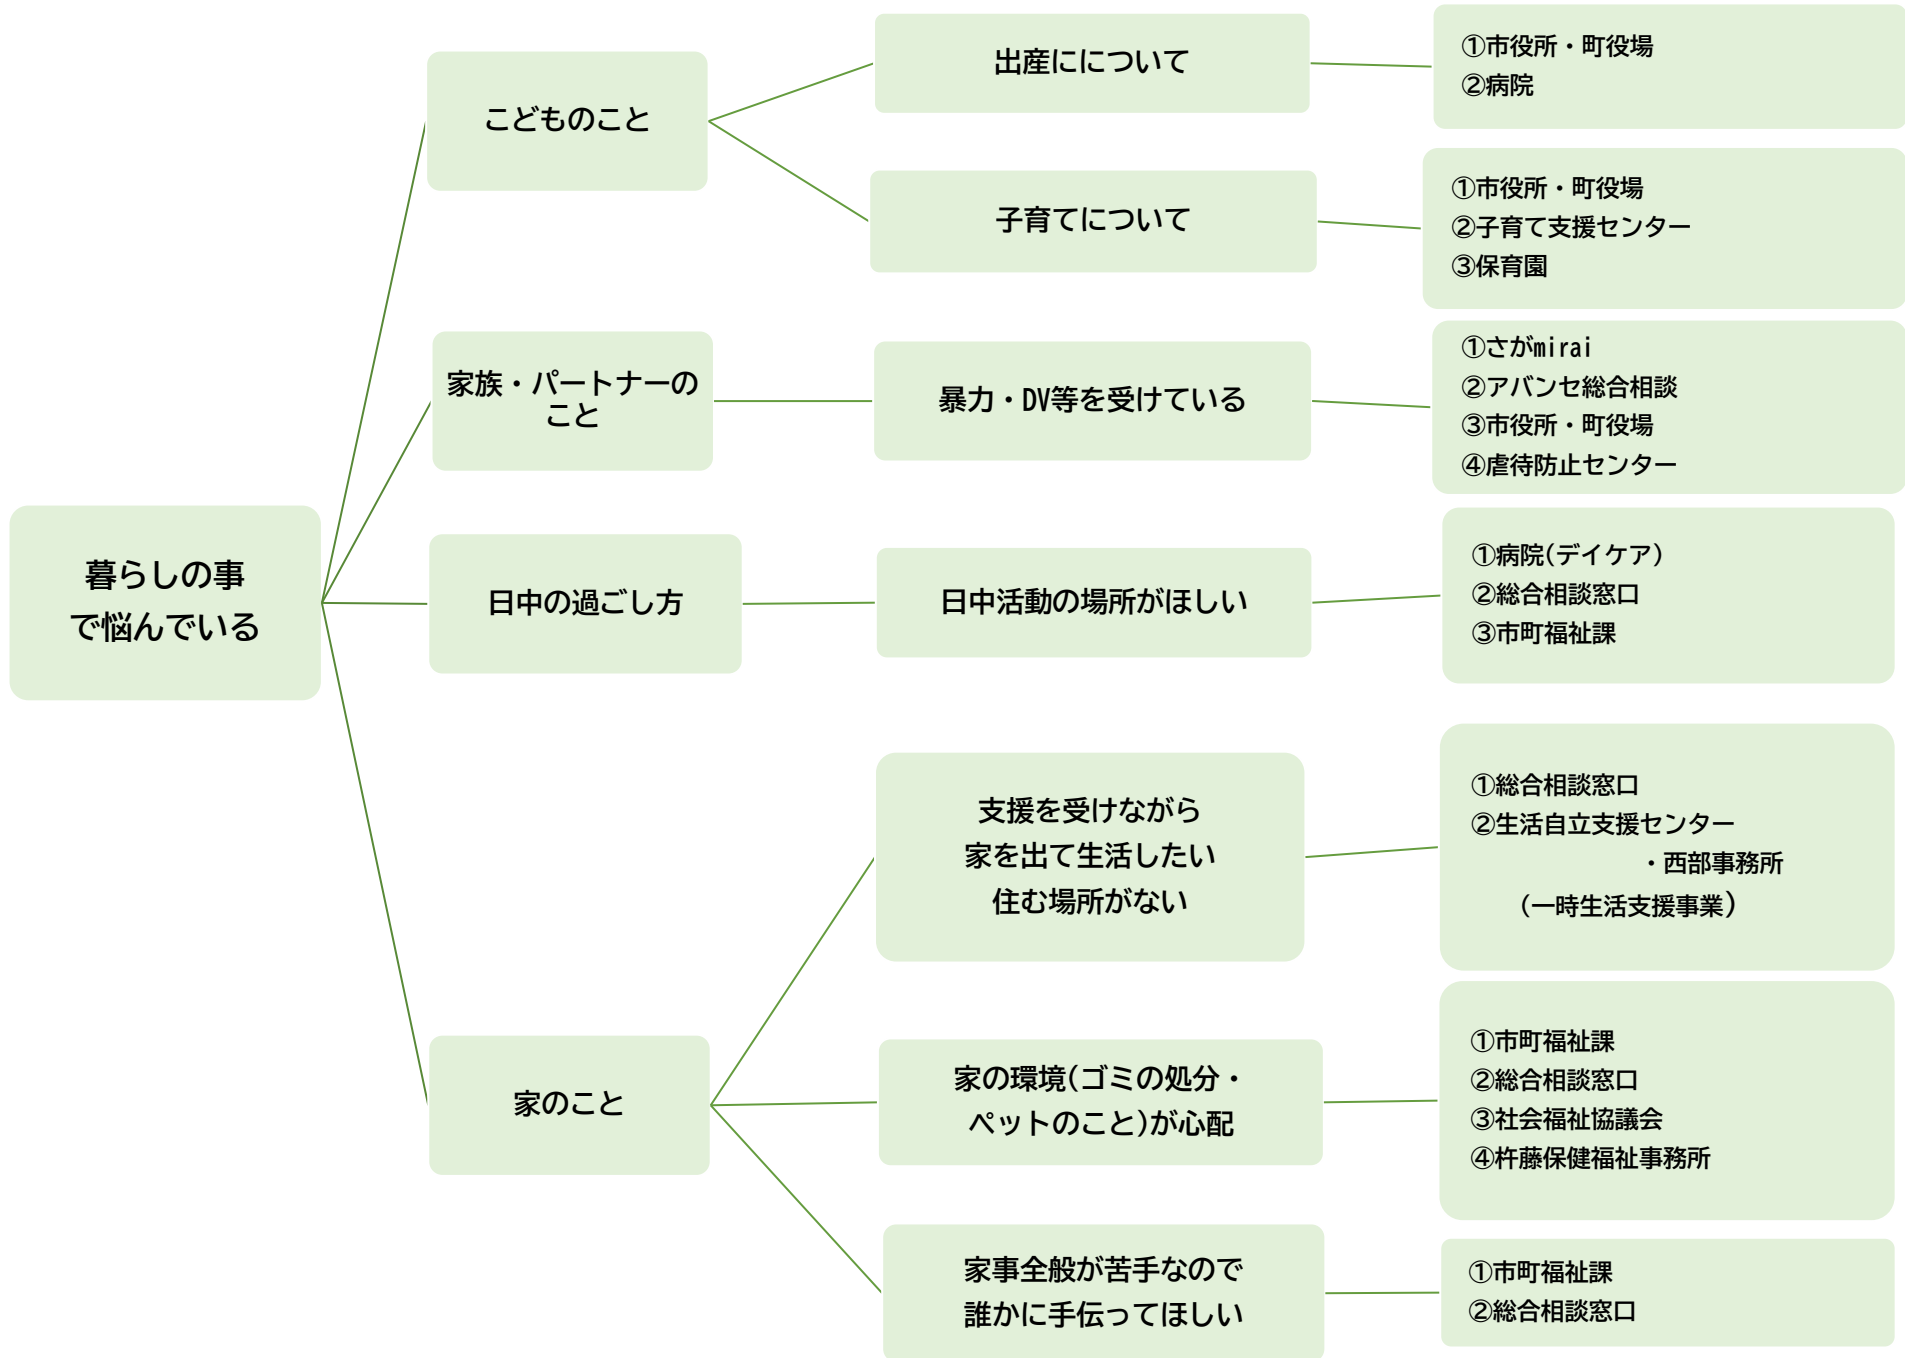 暮らしの事
で悩んでいる
こどものこと
出産にについて
①市役所・町役場
②病院
子育てについて
①市役所・町役場
②子育て支援センター
③保育園
家族・パートナーの
こと
暴力・DV等を受けている
①さがmirai
②アバンセ総合相談
③市役所・町役場
④虐待防止センター
日中の過ごし方
日中活動の場所がほしい
①病院(デイケア)
②総合相談窓口
③市町福祉課
家のこと
支援を受けながら
家を出て生活したい
住む場所がない
①総合相談窓口
②生活自立支援センター
・西部事務所
(一時生活支援事業)
家の環境(ゴミの処分・
ペットのこと)が心配
①市町福祉課
②総合相談窓口
③社会福祉協議会
④杵藤保健福祉事務所
家事全般が苦手なので
誰かに手伝ってほしい
①市町福祉課
②総合相談窓口